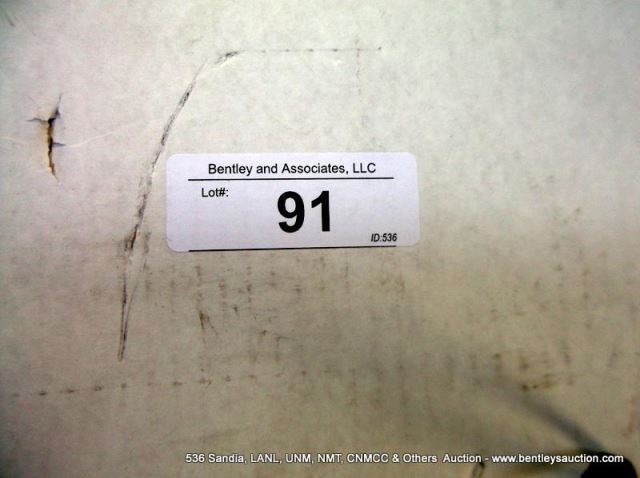 Bentley and Associates, LLC
Lot#:
91
ID:536
536 Sandia, LANL, UNM, NMT, CNMCC & Others Auction - www.bentleysauction.com